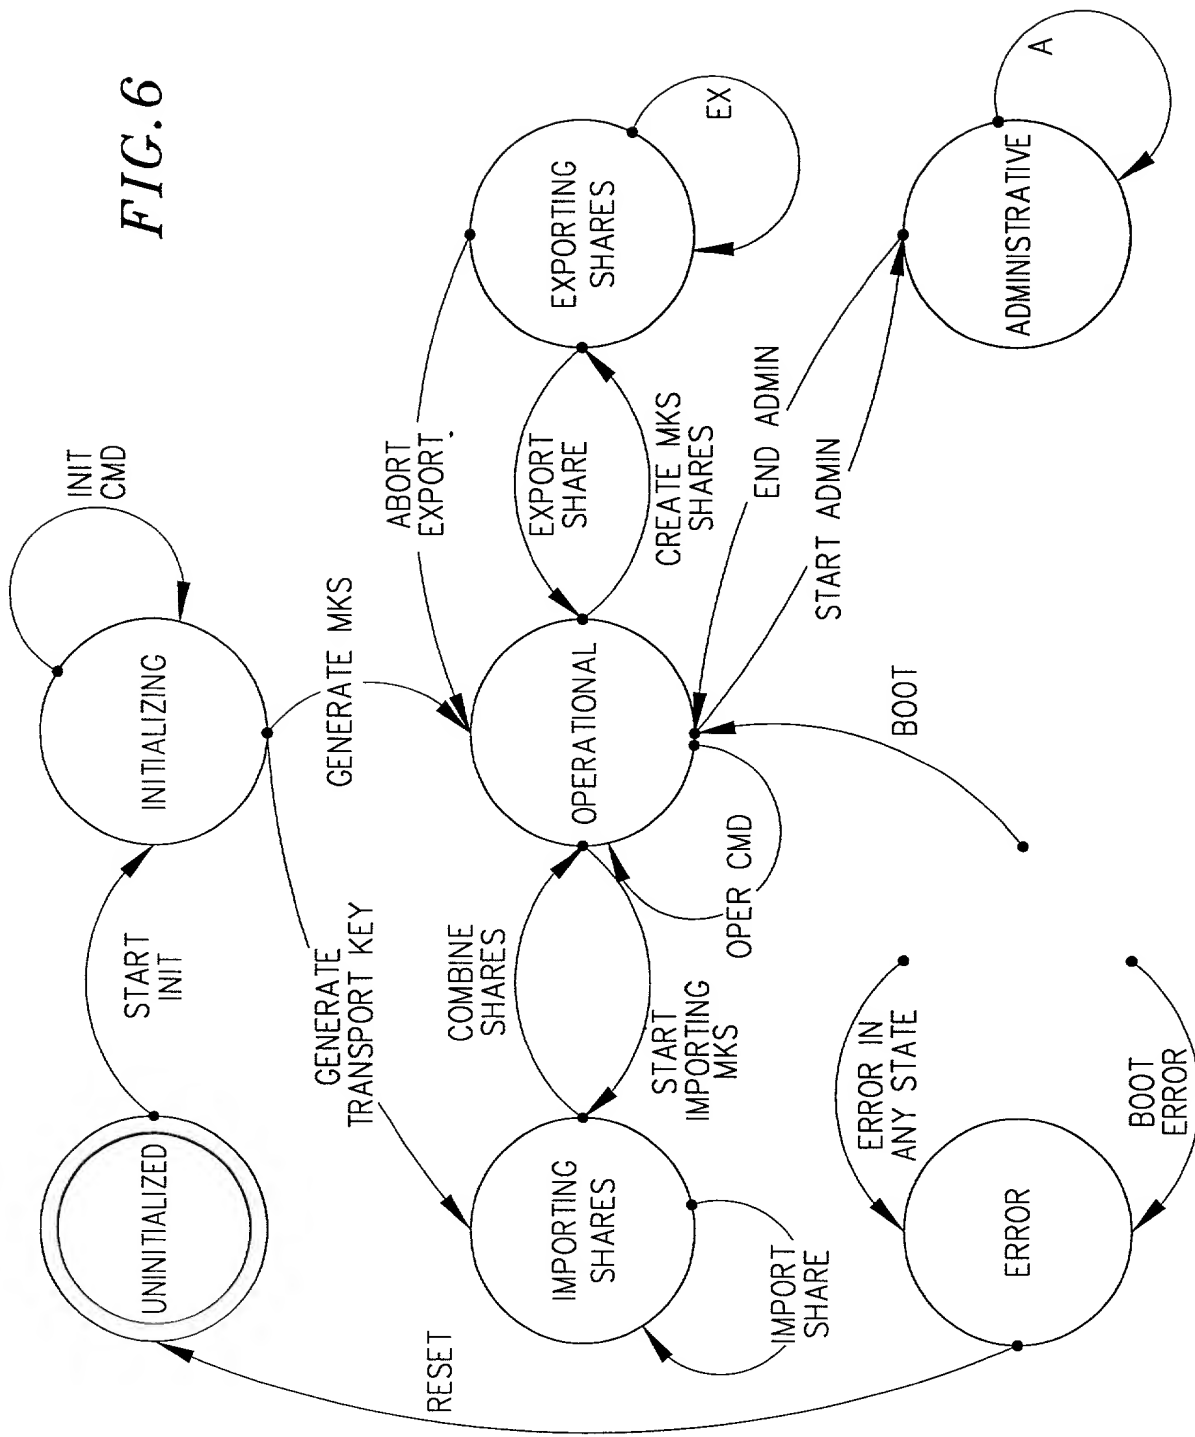 FIG. 6
UNINITIALIZED
START
INIT
INITIALIZING
INIT
CMD
RESET
GENERATE
TRANSPORT KEY
GENERATE MKS
ABORT
EXPORT
IMPORTING
SHARES
COMBINE
SHARES
START
IMPORTING
MKS
OPERATIONAL
EXPORT
SHARE
CREATE MKS
SHARES
EXPORTING
SHARES
EX
IMPORT
SHARE
OPER CMD
END ADMIN
START ADMIN
ERROR IN
ANY STATE
BOOT
ERROR
BOOT
ERROR
ADMINISTRATIVE
A